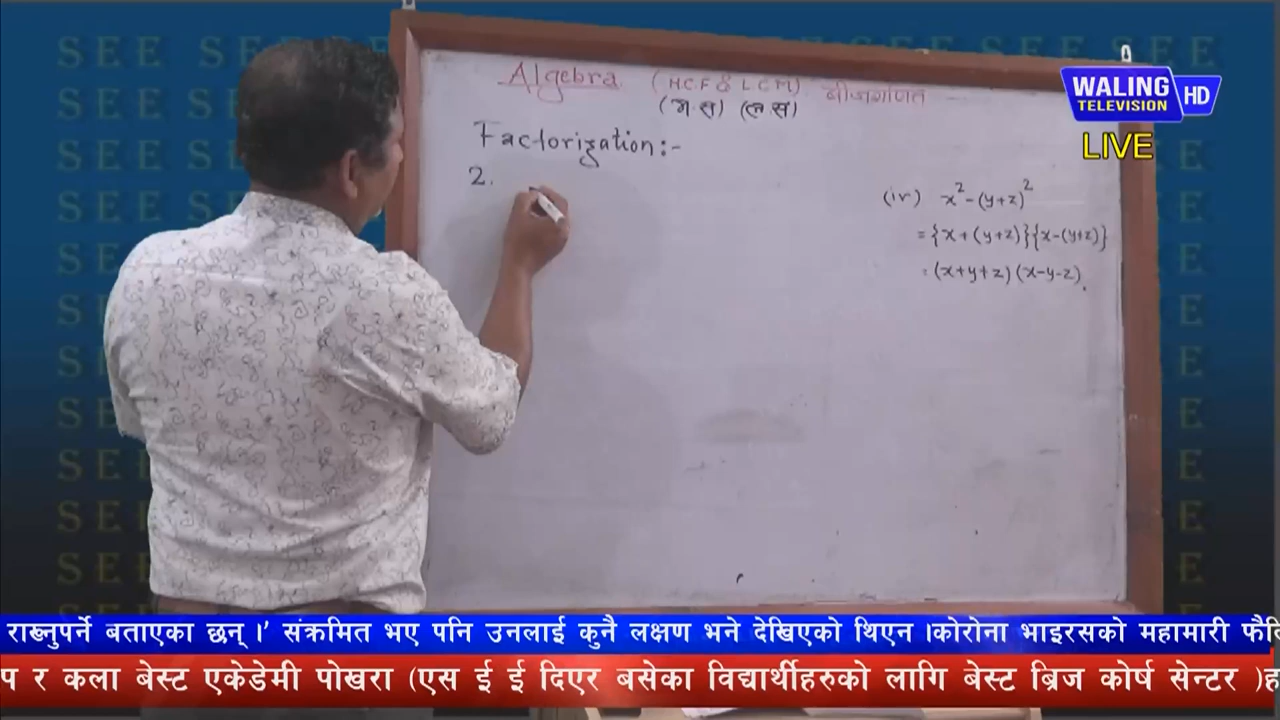 Algebra (H.C.F & L.C.M) बीजगणित
(म.स) (ल.स)
Factorization:-
2.
(iv) x²-(y+z)²
={x+(y+z)}{x-(y+z)}
=(x+y+z)(x-y-z).
WALING
TELEVISION HD
LIVE
राख्नुपर्ने बताएका छन् ।’ संक्रमित भए पनि उनलाई कुनै लक्षण भने देखिएको थिएन ।कोरोना भाइरसको महामारी
प र कला बेस्ट एकेडेमी पोखरा (एस ई ई दिएर बसेका विद्यार्थीहरुको लागि बेस्ट ब्रिज कोर्ष सेन्टर )ह